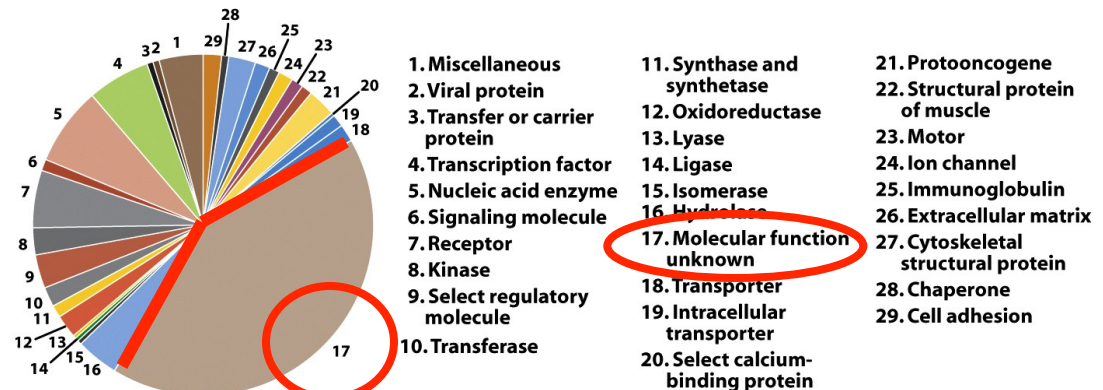 28
25
4
3 2
1
29
27
26
24
23
22
21
20
19
18
5
6
7
8
9
10
11
12
13
14
15
16
17
1. Miscellaneous
2. Viral protein
3. Transfer or carrier
protein
4. Transcription factor
5. Nucleic acid enzyme
6. Signaling molecule
7. Receptor
8. Kinase
9. Select regulatory
molecule
10. Transferase
11. Synthase and
synthetase
12. Oxidoreductase
13. Lyase
14. Ligase
15. Isomerase
16. Hydrolase
17. Molecular function
unknown
18. Transporter
19. Intracellular
transporter
20. Select calcium-
binding protein
21. Protooncogene
22. Structural protein
of muscle
23. Motor
24. Ion channel
25. Immunoglobulin
26. Extracellular matrix
27. Cytoskeletal
structural protein
28. Chaperone
29. Cell adhesion